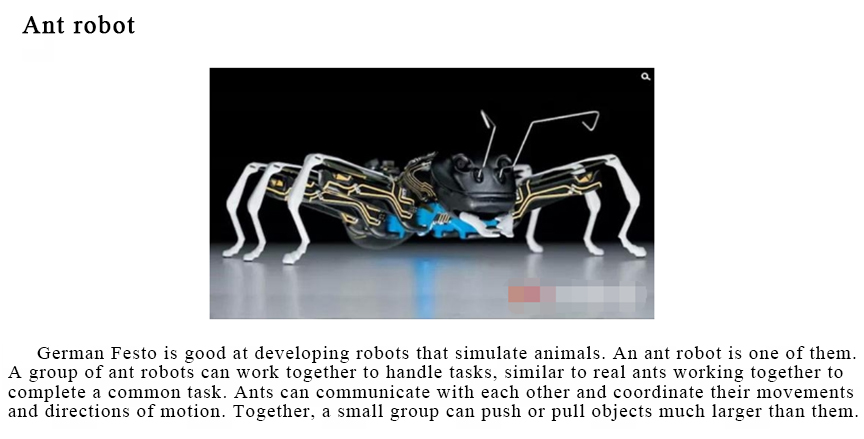 Ant robot
German Festo is good at developing robots that simulate animals. An ant robot is one of them.
A group of ant robots can work together to handle tasks, similar to real ants working together to
complete a common task. Ants can communicate with each other and coordinate their movements
and directions of motion. Together, a small group can push or pull objects much larger than them.